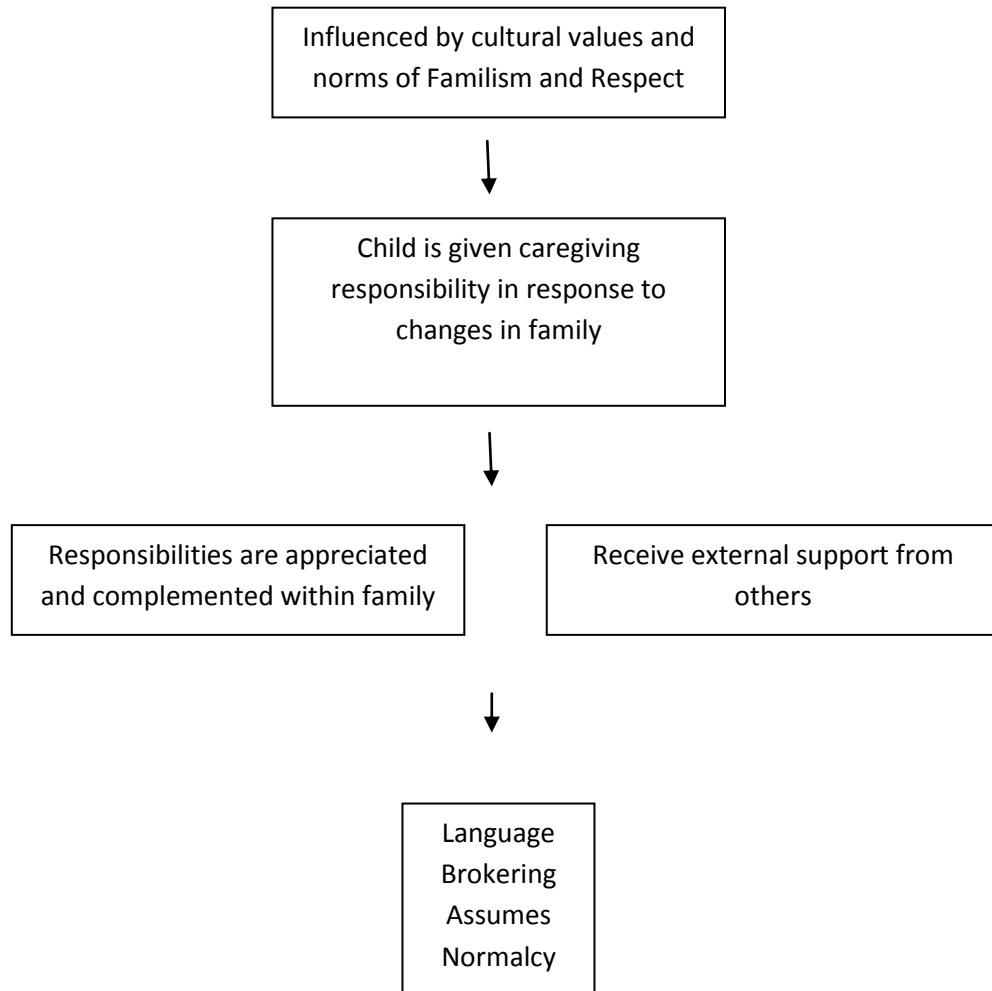 Influenced by cultural values and
norms of Familism and Respect
Child is given caregiving
responsibility in response to
changes in family
Responsibilities are appreciated
and complemented within family
Receive external support from
others
Language
Brokering
Assumes
Normalcy